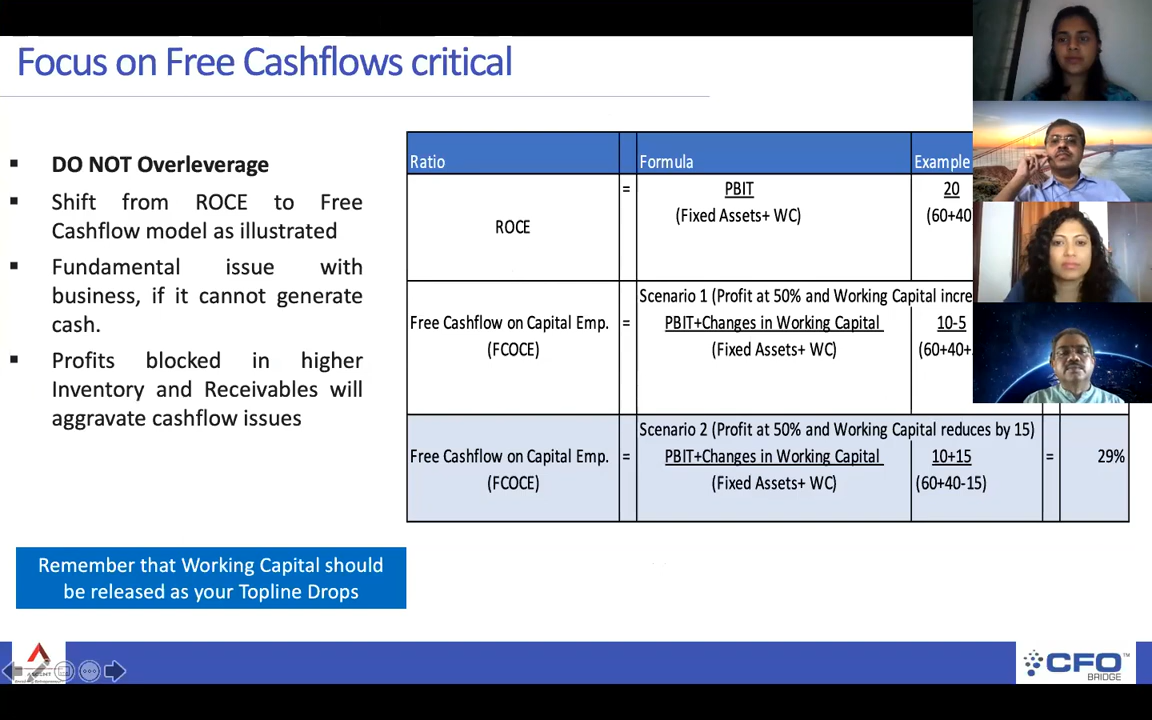 Focus on Free Cashflows critical
DO NOT Overleverage
Shift from ROCE to Free
Cashflow model as illustrated
Fundamental issue with
business, if it cannot generate
cash.
Profits blocked in higher
Inventory and Receivables will
aggravate cashflow issues
Remember that Working Capital should
be released as your Topline Drops
Ratio Formula Example
ROCE = PBIT 20
(Fixed Assets+ WC) (60+40
Scenario 1 (Profit at 50% and Working Capital incre
Free Cashflow on Capital Emp. = PBIT+Changes in Working Capital 10-5
(FCOCE) (Fixed Assets+ WC) (60+40+
Scenario 2 (Profit at 50% and Working Capital reduces by 15)
Free Cashflow on Capital Emp. = PBIT+Changes in Working Capital 10+15 = 29%
(FCOCE) (Fixed Assets+ WC) (60+40-15)
CFO
BRIDGE
TM